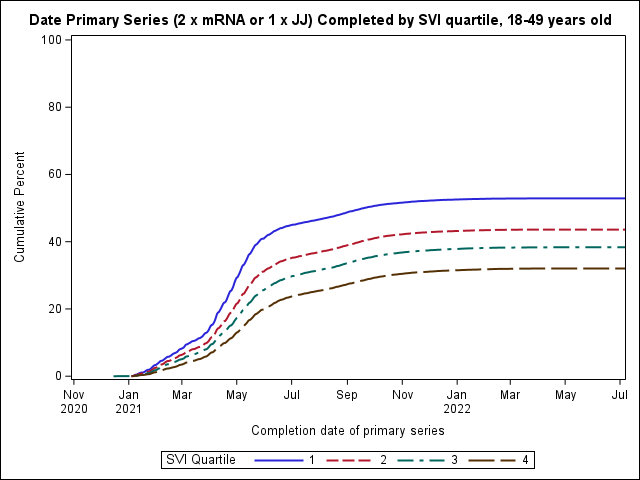 Date Primary Series (2 x mRNA or 1 x JJ) Completed by SVI quartile, 18-49 years old
100
80
60
40
20
0
Cumulative Percent
Nov Jan Mar May Jul Sep Nov Jan Mar May Jul
2020 2021 2022
Completion date of primary series
SVI Quartile 1 2 3 4